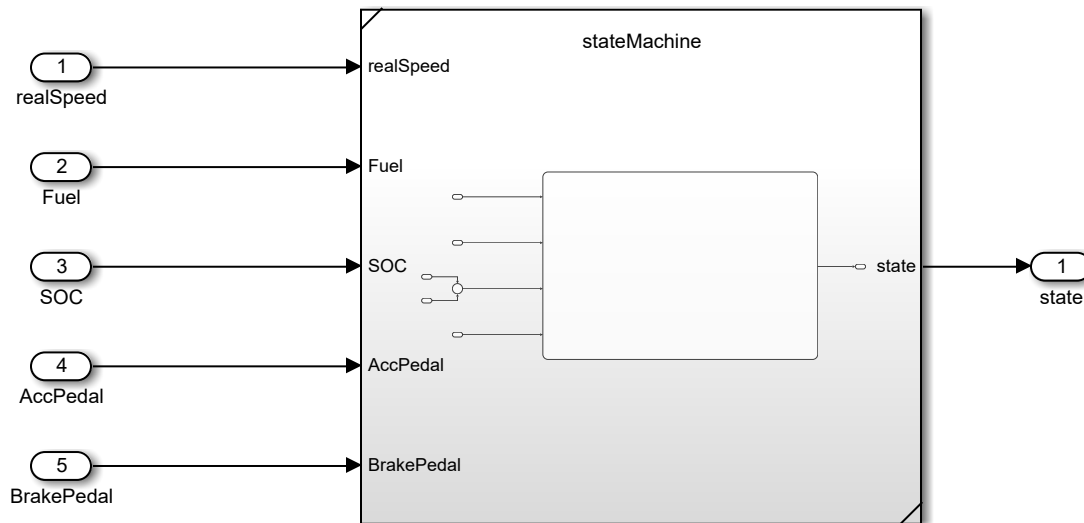 stateMachine
1
realSpeed
realSpeed
2
Fuel
Fuel
3
SOC
SOC
state
1
state
4
AccPedal
AccPedal
5
BrakePedal
BrakePedal